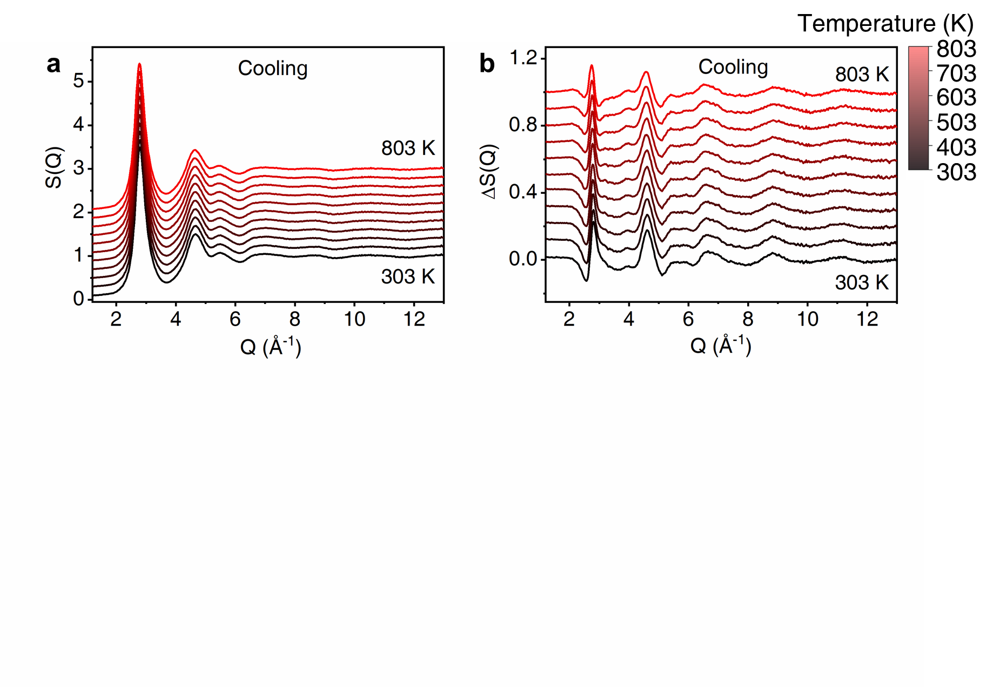 Temperature (K)
a
Cooling
803 K
303 K
S(Q)
5
4
3
2
1
0
2 4 6 8 10 12
Q (Å-1)
b
Cooling
803 K
303 K
ΔS(Q)
1.2
0.8
0.4
0.0
2 4 6 8 10 12
Q (Å-1)
803
703
603
503
403
303